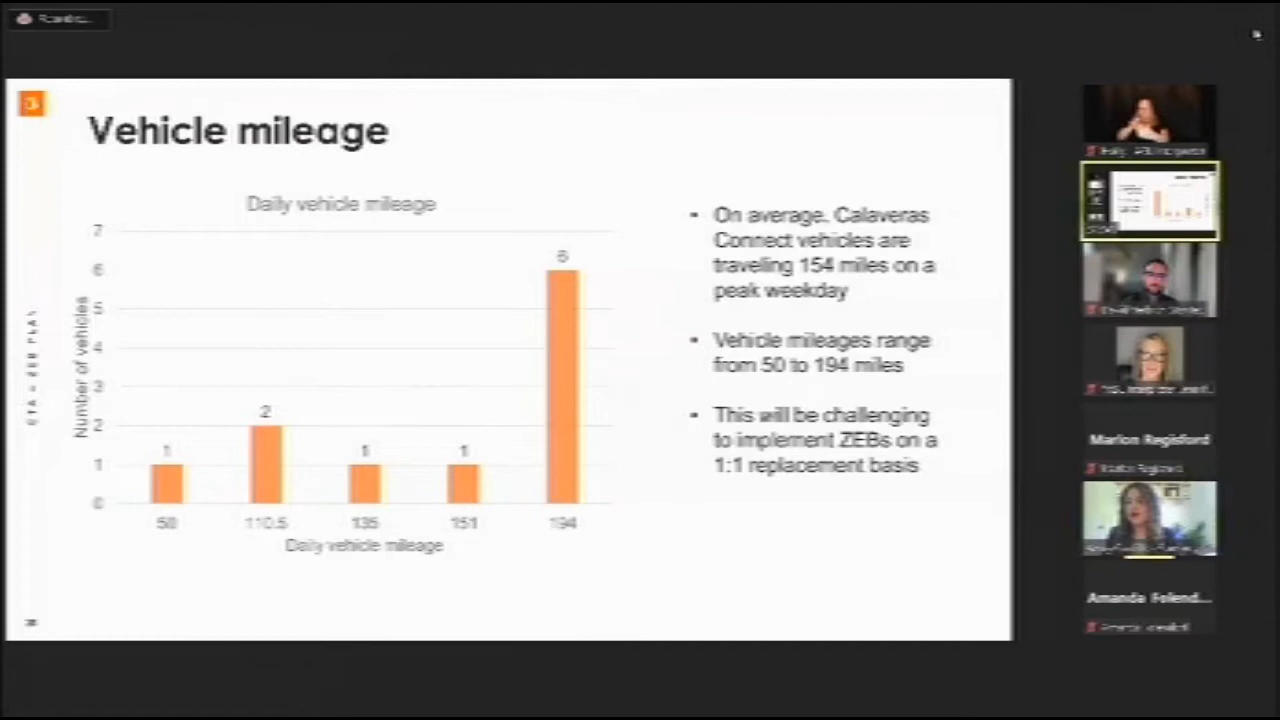 Vehicle mileage
Daily vehicle mileage
7
6
5
4
3
2
1
0
Number of vehicles
1
2
1
1
6
50
110.5
135
151
194
Daily vehicle mileage
• On average, Calaveras
Connect vehicles are
traveling 154 miles on a
peak weekday
• Vehicle mileages range
from 50 to 194 miles
• This will be challenging
to implement ZEBs on a
1:1 replacement basis
Marlon Regisford
Amanda Folend...